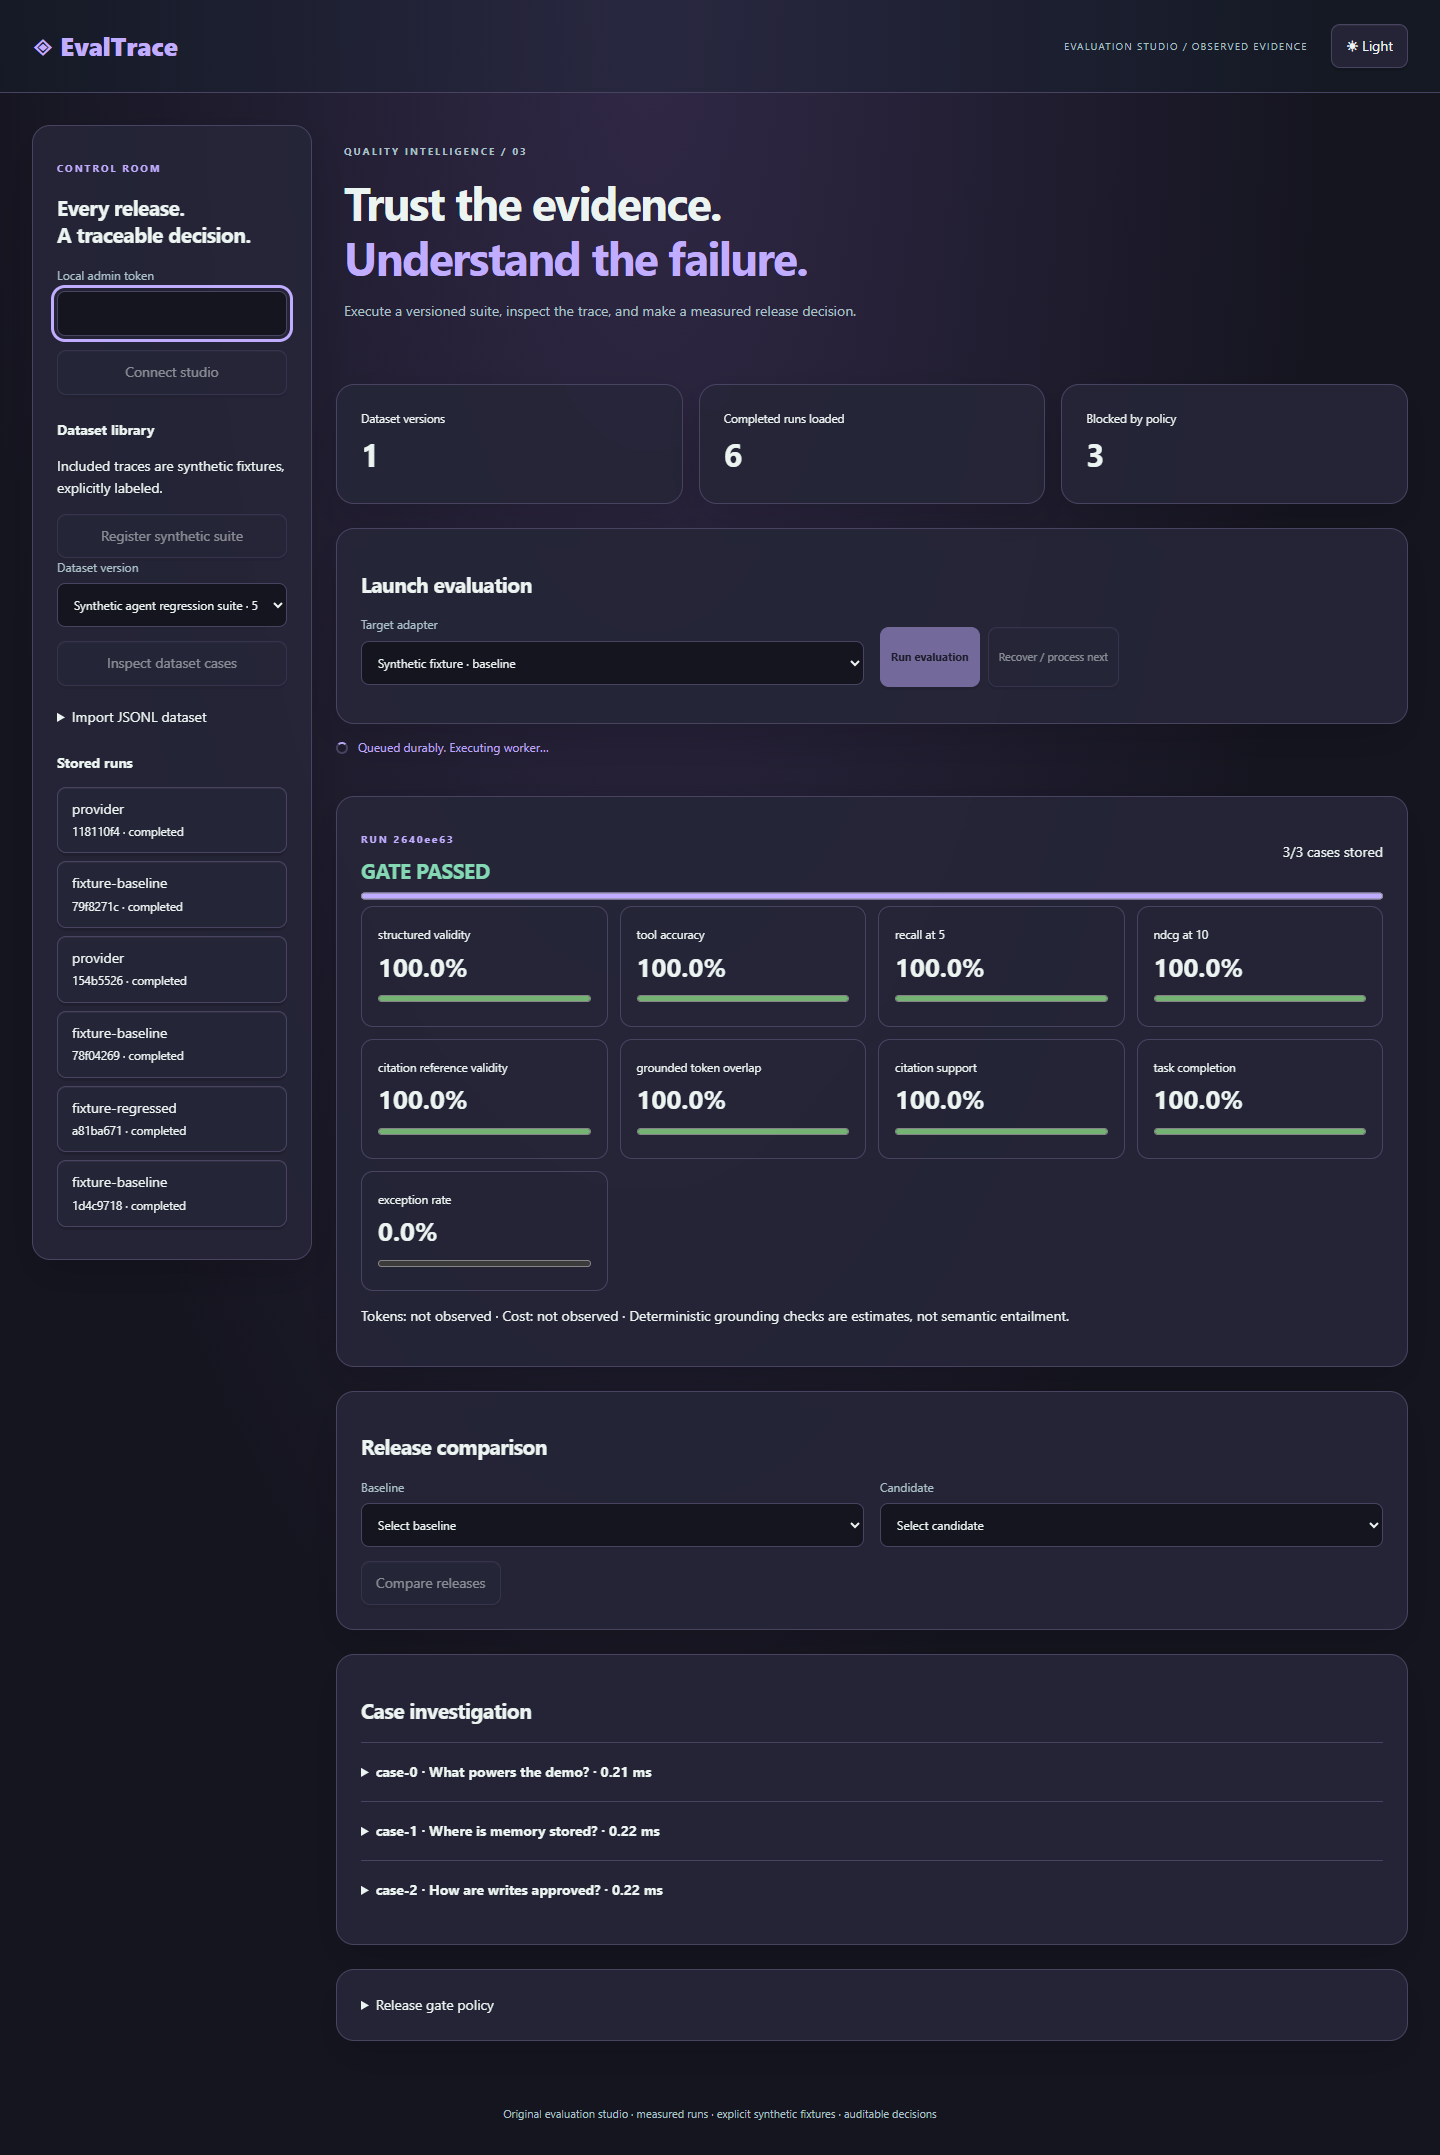 EvalTrace
EVALUATION STUDIO / OBSERVED EVIDENCE
☀ Light
CONTROL ROOM
Every release.
A traceable decision.
Local admin token
Connect studio
Dataset library
Included traces are synthetic fixtures,
explicitly labeled.
Register synthetic suite
Dataset version
Synthetic agent regression suite · 5
Inspect dataset cases
Import JSONL dataset
Stored runs
provider
118110f4 · completed
fixture-baseline
79f8271c · completed
provider
154b5526 · completed
fixture-baseline
78f04269 · completed
fixture-regressed
a81ba671 · completed
fixture-baseline
1d4c9718 · completed
QUALITY INTELLIGENCE / 03
Trust the evidence.
Understand the failure.
Execute a versioned suite, inspect the trace, and make a measured release decision.
Dataset versions
1
Completed runs loaded
6
Blocked by policy
3
Launch evaluation
Target adapter
Synthetic fixture · baseline
Run evaluation
Recover / process next
Queued durably. Executing worker...
RUN 2640ee63
GATE PASSED
3/3 cases stored
structured validity
100.0%
tool accuracy
100.0%
recall at 5
100.0%
ndcg at 10
100.0%
citation reference validity
100.0%
grounded token overlap
100.0%
citation support
100.0%
task completion
100.0%
exception rate
0.0%
Tokens: not observed · Cost: not observed · Deterministic grounding checks are estimates, not semantic entailment.
Release comparison
Baseline
Select baseline
Candidate
Select candidate
Compare releases
Case investigation
case-0 · What powers the demo? · 0.21 ms
case-1 · Where is memory stored? · 0.22 ms
case-2 · How are writes approved? · 0.22 ms
Release gate policy
Original evaluation studio · measured runs · explicit synthetic fixtures · auditable decisions